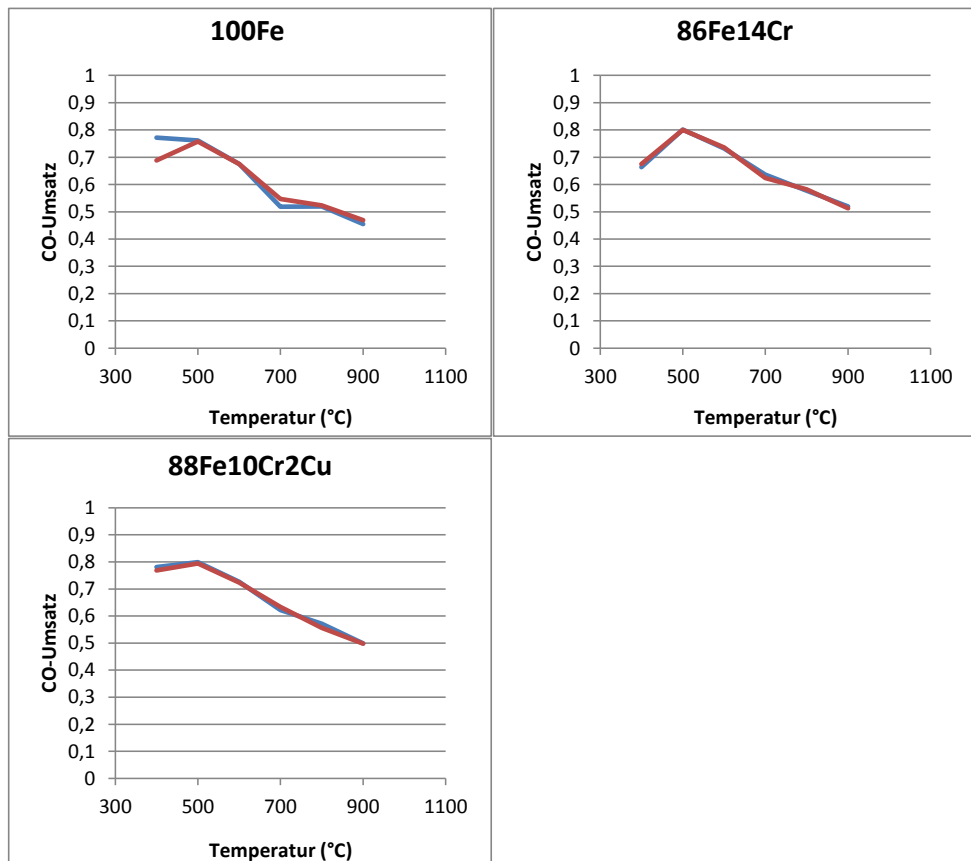 100Fe
1
0,9
0,8
0,7
0,6
0,5
0,4
0,3
0,2
0,1
0
CO-Umsatz
300 500 700 900 1100
Temperatur (°C)
86Fe14Cr
1
0,9
0,8
0,7
0,6
0,5
0,4
0,3
0,2
0,1
0
CO-Umsatz
300 500 700 900 1100
Temperatur (°C)
88Fe10Cr2Cu
1
0,9
0,8
0,7
0,6
0,5
0,4
0,3
0,2
0,1
0
CO-Umsatz
300 500 700 900 1100
Temperatur (°C)